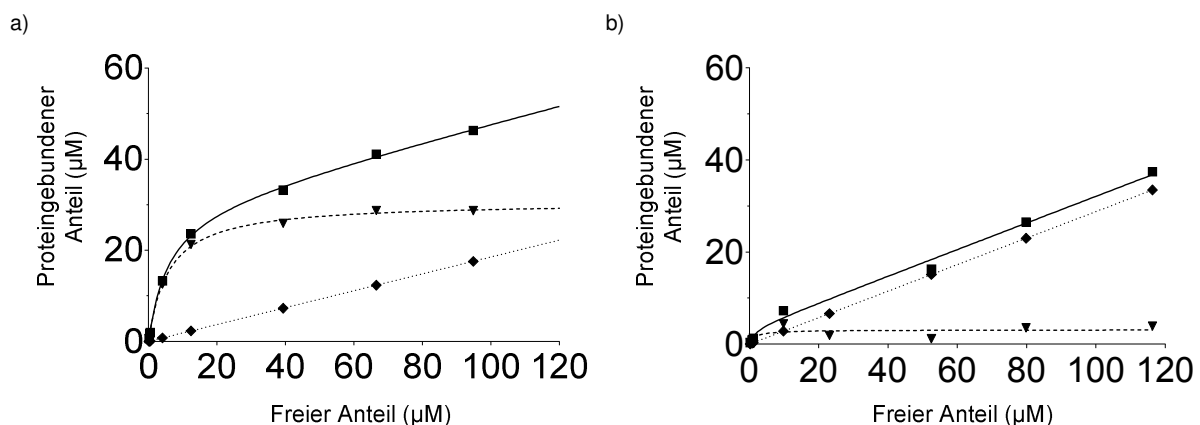 a)
60
40
20
0
Proteingebundener
Anteil (µM)
0 20 40 60 80 100 120
Freier Anteil (µM)
b)
60
40
20
0
Proteingebundener
Anteil (µM)
0 20 40 60 80 100 120
Freier Anteil (µM)